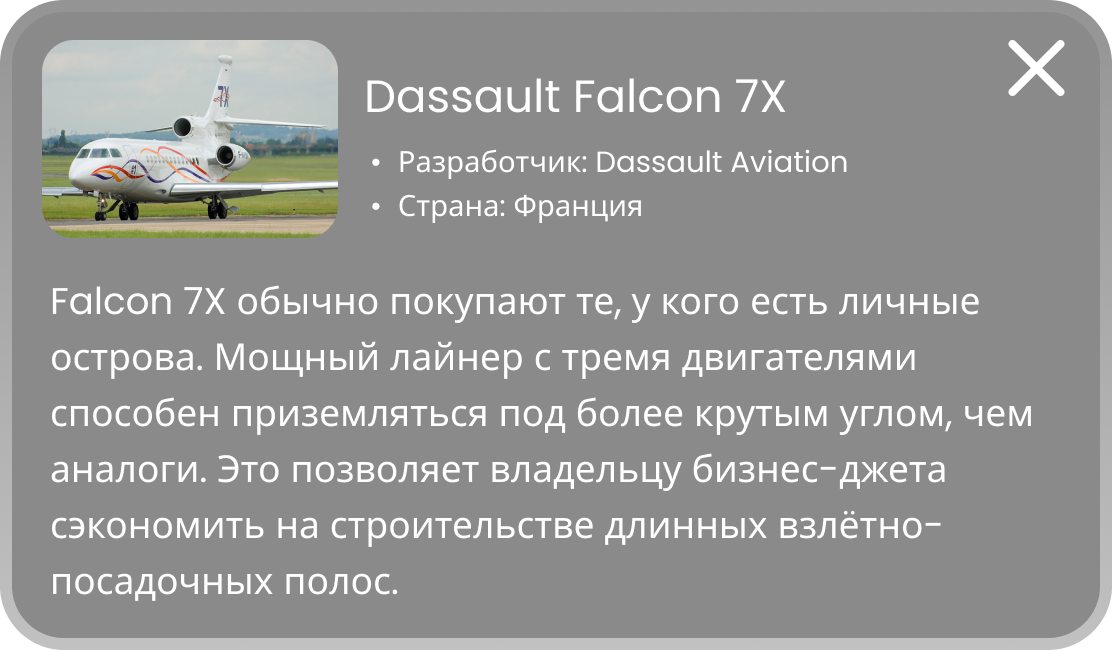 7X
Dassault Falcon 7X
• Разработчик: Dassault Aviation
• Страна: Франция
Falcon 7X обычно покупают те, у кого есть личные
острова. Мощный лайнер с тремя двигателями
способен приземляться под более крутым углом, чем
аналоги. Это позволяет владельцу бизнес-джета
сэкономить на строительстве длинных взлётно-
посадочных полос.